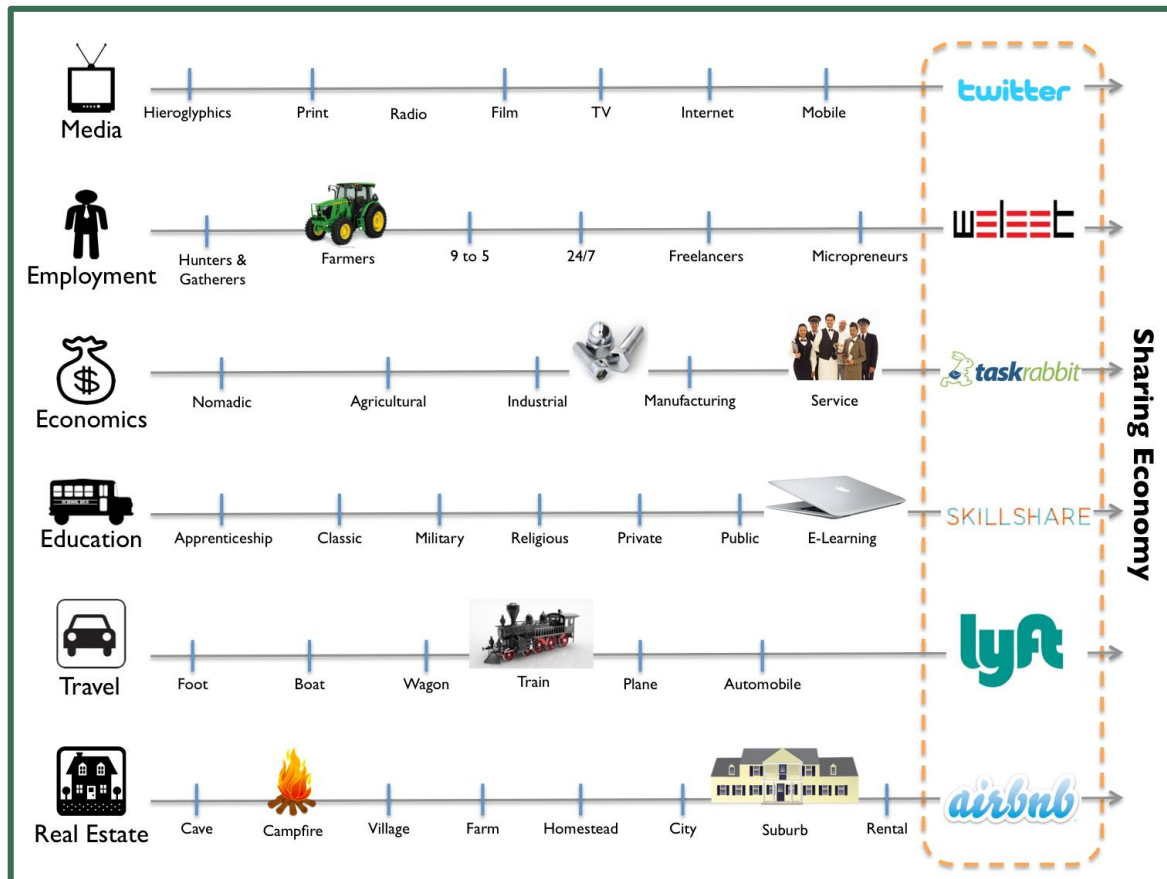 Media
Hieroglyphics
Print
Radio
Film
TV
Internet
Mobile
twitter
Employment
Hunters &
Gatherers
Farmers
9 to 5
24/7
Freelancers
Micropreneurs
weleet
Economics
Nomadic
Agricultural
Industrial
Manufacturing
Service
taskrabbit
Education
Apprenticeship
Classic
Military
Religious
Private
Public
E-Learning
SKILLSHARE
Travel
Foot
Boat
Wagon
Train
Plane
Automobile
lyft
Real Estate
Cave
Campfire
Village
Farm
Homestead
City
Suburb
Rental
airbnb
Sharing Economy